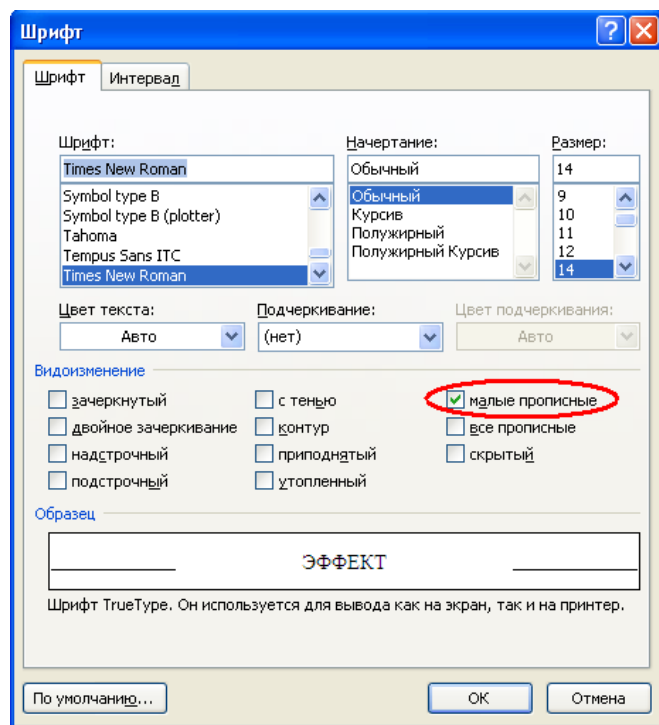 Шрифт
Шрифт Интервал
Шрифт: Начертание: Размер:
Times New Roman Обычный 14
Symbol type B Обычный 9
Symbol type B (plotter) Курсив 10
Tahoma Полужирный 11
Tempus Sans ITC Полужирный Курсив 12
Times New Roman 14
Цвет текста: Подчеркивание: Цвет подчеркивания:
Авто (нет) Авто
Видоизменение
зачеркнутый с тенью малые прописные
двойное зачеркивание контур все прописные
надстрочный приподнятый скрытый
подстрочный утопленный
Образец
ЭФФЕКТ
Шрифт TrueType. Он используется для вывода как на экран, так и на принтер.
По умолчанию... ОК Отмена